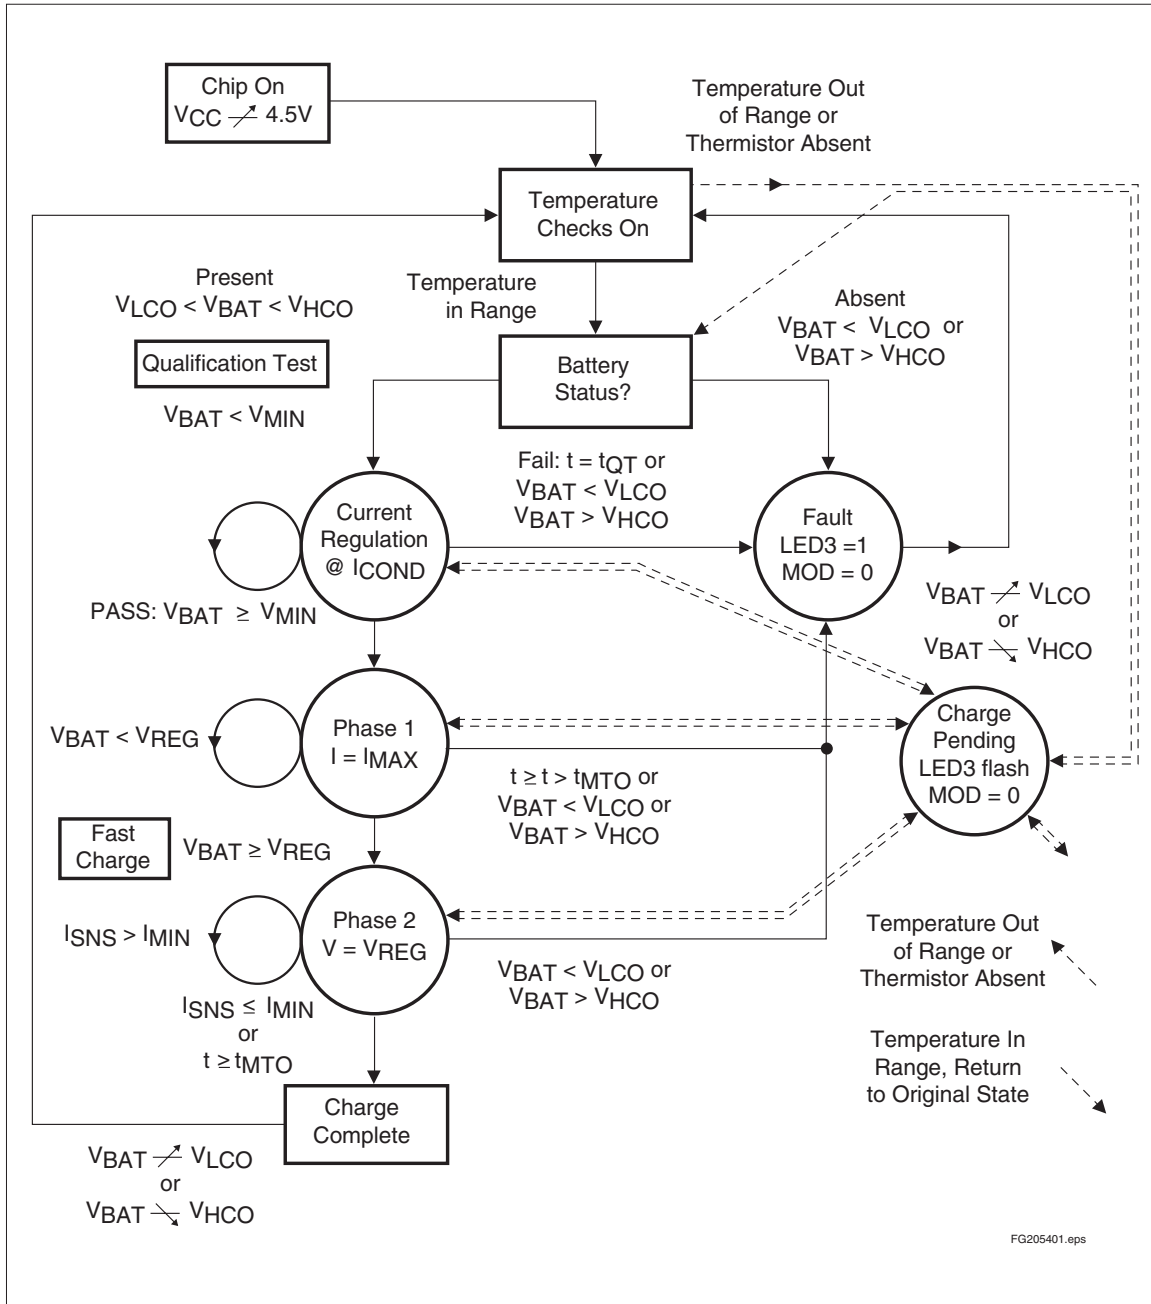 Chip On
VCC ↗ 4.5V
Temperature Out
of Range or
Thermistor Absent
Temperature
Checks On
Present
VLCO < VBAT < VHCO
Temperature
in Range
Absent
VBAT < VLCO or
VBAT > VHCO
Qualification Test
Battery
Status?
VBAT < VMIN
Fail: t = tQT or
VBAT < VLCO
VBAT > VHCO
Current
Regulation
@ ICOND
Fault
LED3 =1
MOD = 0
PASS: VBAT ≥ VMIN
VBAT ↗ VLCO
or
VBAT ↘ VHCO
VBAT < VREG
Phase 1
I = IMAX
Charge
Pending
LED3 flash
MOD = 0
t ≥ t > tMTO or
VBAT < VLCO or
VBAT > VHCO
Fast
Charge
VBAT ≥ VREG
ISNS > IMIN
Phase 2
V = VREG
VBAT < VLCO or
VBAT > VHCO
Temperature Out
of Range or
Thermistor Absent
ISNS ≤ IMIN
or
t ≥ tMTO
Temperature In
Range, Return
to Original State
Charge
Complete
VBAT ↗ VLCO
or
VBAT ↘ VHCO
FG205401.eps